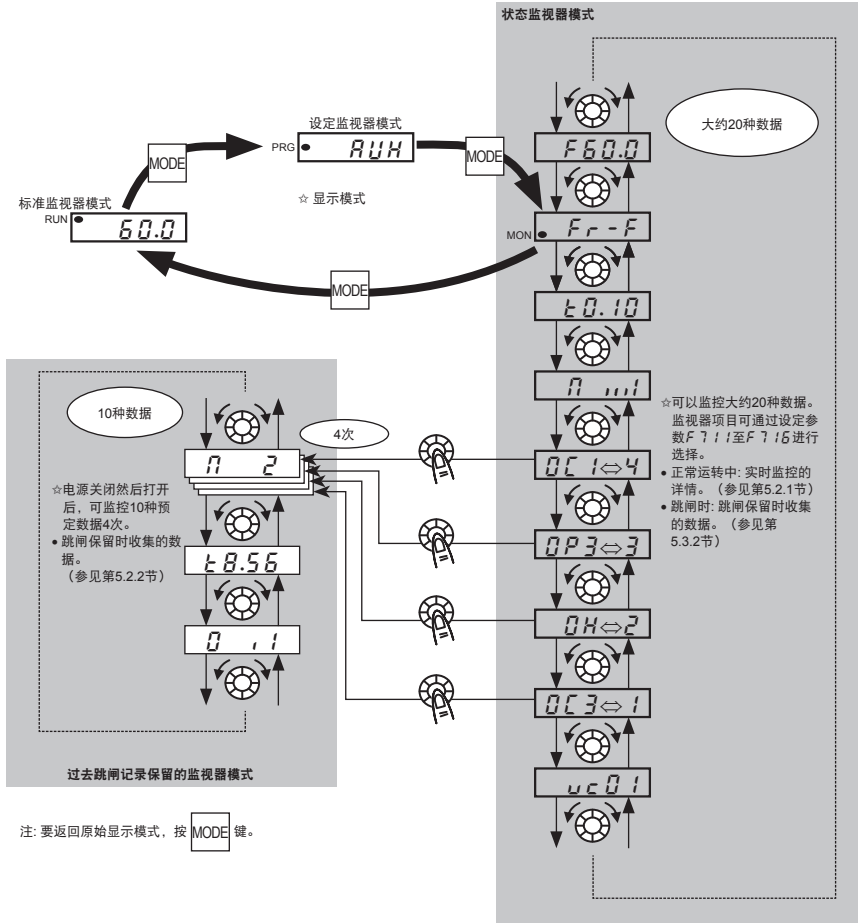 状态监视器模式
大约20种数据
设定监视器模式
PRG AUH
MODE
MODE
☆ 显示模式
标准监视器模式
RUN 60.0
MODE
F60.0
MON Fr-F
t0.10
10种数据
4次
n 2
☆电源关闭然后打开
后，可监控10种预
定数据4次。
• 跳闸保留时收集的数
据。
（参见第5.2.2节）
t8.56
过去跳闸记录保留的监视器模式
☆可以监控大约20种数据。
监视器项目可通过设定参
数F711至F716进行
选择。
• 正常运转中: 实时监控的
详情。（参见第5.2.1节）
• 跳闸时: 跳闸保留时收集
的数据。（参见第
5.3.2节）
OC1⇔4
OP3⇔3
OH⇔2
OC3⇔1
uc01
注: 要返回原始显示模式，按 MODE 键。